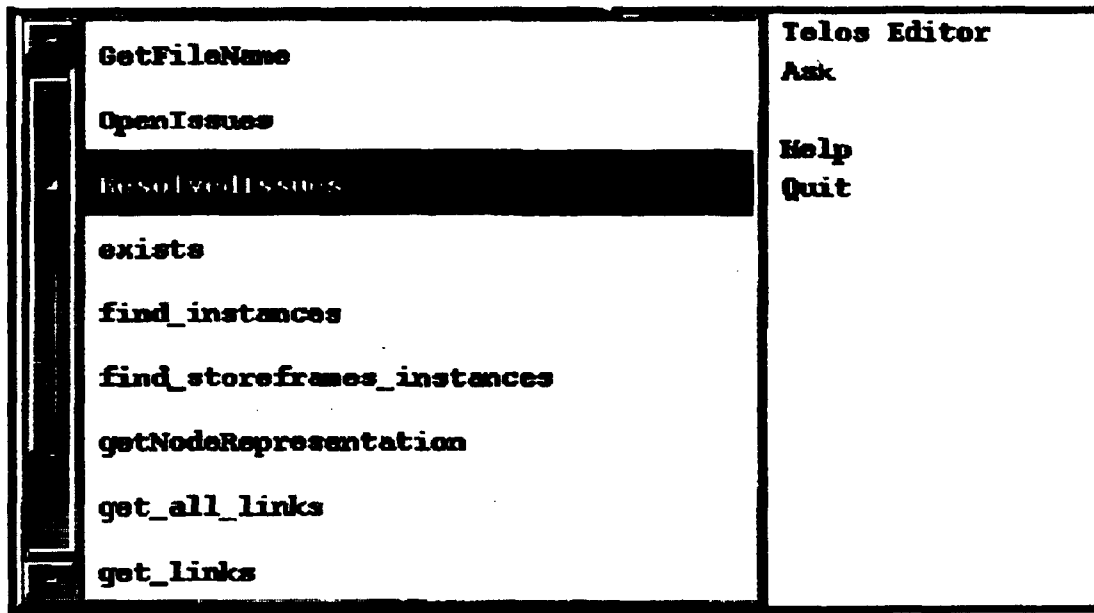 GetFileName
OpenIssues
ResolvedIssues
exists
find_instances
find_storeframes_instances
getNodeRepresentation
get_all_links
get_links
Telos Editor
Ask
Help
Quit